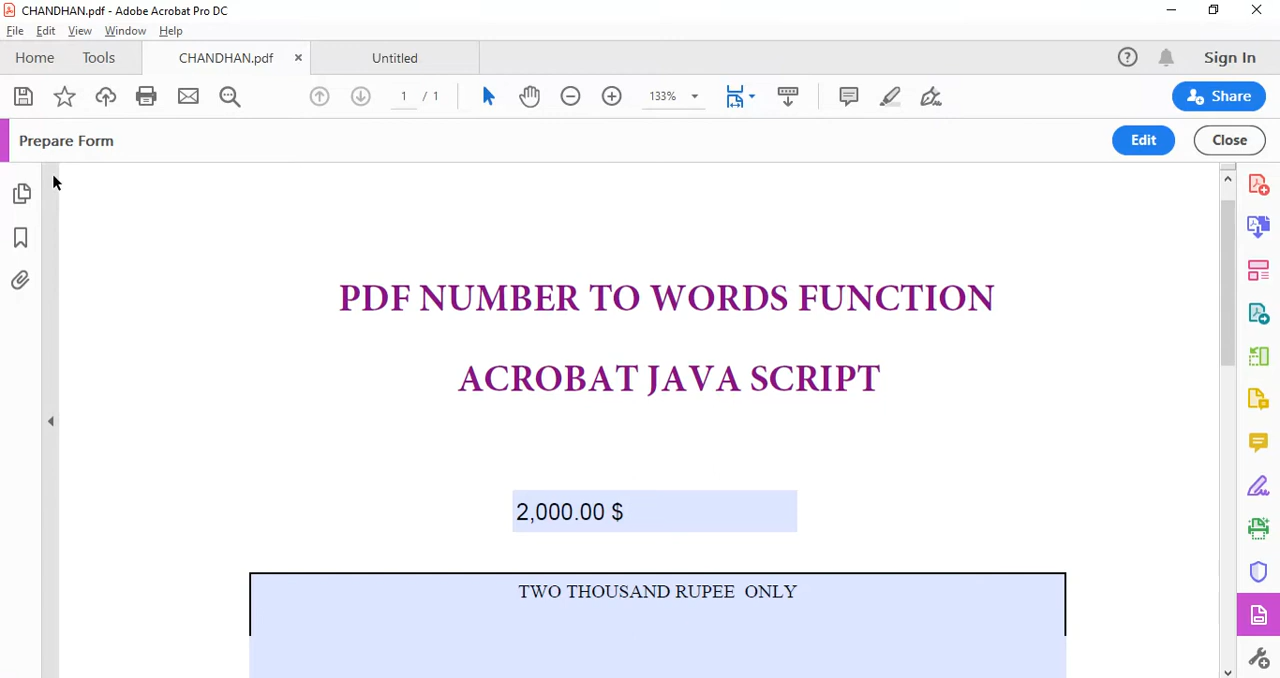 CHANDHAN.pdf - Adobe Acrobat Pro DC
File Edit View Window Help
Home Tools CHANDHAN.pdf × Untitled Sign In
1 / 1 133% Share
Prepare Form Edit Close
PDF NUMBER TO WORDS FUNCTION
ACROBAT JAVA SCRIPT
2,000.00 $
TWO THOUSAND RUPEE ONLY